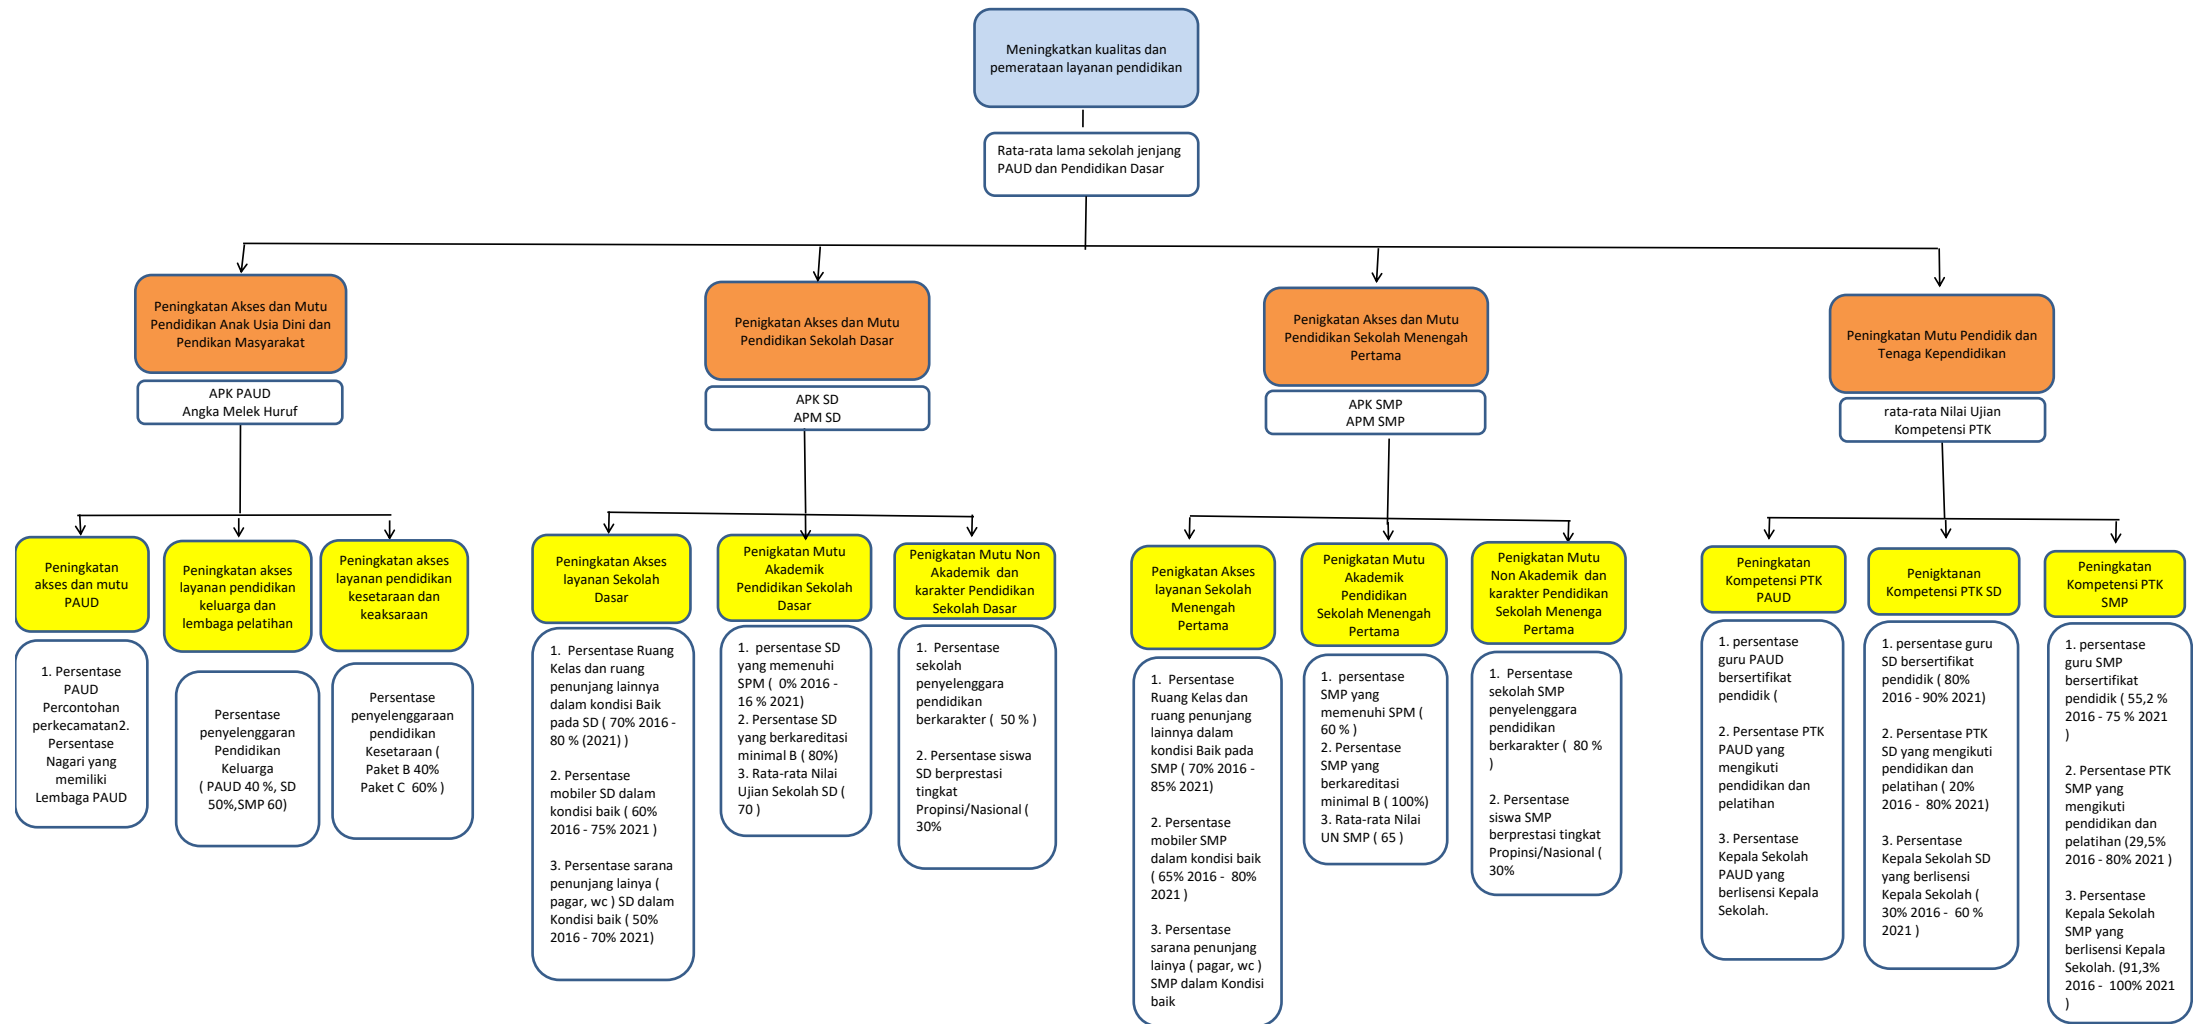 Meningkatkan kualitas dan
pemerataan layanan pendidikan
Rata-rata lama sekolah jenjang
PAUD dan Pendidikan Dasar
Peningkatan Akses dan Mutu
Pendidikan Anak Usia Dini dan
Pendikan Masyarakat
APK PAUD
Angka Melek Huruf
Penigkatan Akses dan Mutu
Pendidikan Sekolah Dasar
APK SD
APM SD
Penigkatan Akses dan Mutu
Pendidikan Sekolah Menengah
Pertama
APK SMP
APM SMP
Peningkatan Mutu Pendidik dan
Tenaga Kependidikan
rata-rata Nilai Ujian
Kompetensi PTK
Peningkatan
akses dan mutu
PAUD
1. Persentase
PAUD
Percontohan
perkecamatan2.
Persentase
Nagari yang
memiliki
Lembaga PAUD
Peningkatan akses
layanan pendidikan
keluarga dan
lembaga pelatihan
Persentase
penyelenggaran
Pendidikan
Keluarga
( PAUD 40 %, SD
50%,SMP 60)
Peningkatan akses
layanan pendidikan
kesetaraan dan
keaksaraan
Persentase
penyelenggaraan
pendidikan
Kesetaraan (
Paket B 40%
Paket C  60% )
Peningkatan Akses
layanan Sekolah
Dasar
1.  Persentase Ruang
Kelas dan ruang
penunjang lainnya
dalam kondisi Baik
pada SD ( 70% 2016 -
80 % (2021) )
2. Persentase
mobiler SD dalam
kondisi baik ( 60%
2016 - 75% 2021 )
3. Persentase sarana
penunjang lainya (
pagar, wc ) SD dalam
Kondisi baik ( 50%
2016 - 70% 2021)
Penigkatan Mutu
Akademik
Pendidikan Sekolah
Dasar
1.  persentase SD
yang memenuhi
SPM (  0% 2016 -
16 % 2021)
2. Persentase SD
yang berkareditasi
minimal B ( 80%)
3. Rata-rata Nilai
Ujian Sekolah SD (
70 )
Penigkatan Mutu Non
Akademik  dan
karakter Pendidikan
Sekolah Dasar
1.  Persentase
sekolah
penyelenggara
pendidikan
berkarakter (  50 % )
2. Persentase siswa
SD berprestasi
tingkat
Propinsi/Nasional (
30%
Penigkatan Akses
layanan Sekolah
Menengah
Pertama
1.  Persentase
Ruang Kelas dan
ruang penunjang
lainnya dalam
kondisi Baik pada
SMP ( 70% 2016 -
85% 2021)
2. Persentase
mobiler SMP
dalam kondisi baik
( 65% 2016 -  80%
2021 )
3. Persentase
sarana penunjang
lainya ( pagar, wc )
SMP dalam Kondisi
baik
Penigkatan Mutu
Akademik
Pendidikan
Sekolah Menengah
Pertama
1.  persentase
SMP yang
memenuhi SPM (
60 % )
2. Persentase
SMP yang
berkareditasi
minimal B ( 100%)
3. Rata-rata Nilai
UN SMP ( 65 )
Penigkatan Mutu
Non Akademik  dan
karakter Pendidikan
Sekolah Menenga
Pertama
1.  Persentase
sekolah SMP
penyelenggara
pendidikan
berkarakter (  80 %
)
2. Persentase
siswa SMP
berprestasi tingkat
Propinsi/Nasional (
30%
Peningkatan
Kompetensi PTK
PAUD
1. persentase
guru PAUD
bersertifikat
pendidik (
2. Persentase PTK
PAUD yang
mengikuti
pendidikan dan
pelatihan
3. Persentase
Kepala Sekolah
PAUD yang
berlisensi Kepala
Sekolah.
Penigktanan
Kompetensi PTK SD
1. persentase guru
SD bersertifikat
pendidik ( 80%
2016 - 90% 2021)
2. Persentase PTK
SD yang mengikuti
pendidikan dan
pelatihan ( 20%
2016 -  80% 2021)
3. Persentase
Kepala Sekolah SD
yang berlisensi
Kepala Sekolah (
30% 2016 -  60 %
2021 )
Peningkatan
Kompetensi PTK
SMP
1. persentase
guru SMP
bersertifikat
pendidik ( 55,2 %
2016 - 75 % 2021
)
2. Persentase PTK
SMP yang
mengikuti
pendidikan dan
pelatihan (29,5%
2016 - 80% 2021 )
3. Persentase
Kepala Sekolah
SMP yang
berlisensi Kepala
Sekolah. (91,3%
2016 -  100% 2021
)